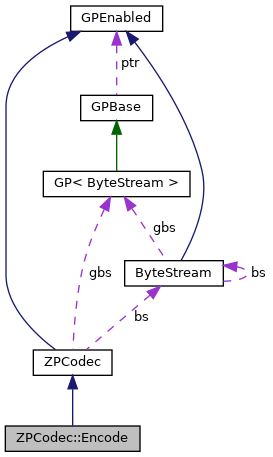 GPEnabled
ptr
GPBase
GP< ByteStream >
gbs
ByteStream
gbs
bs
bs
ZPCodec
ZPCodec::Encode